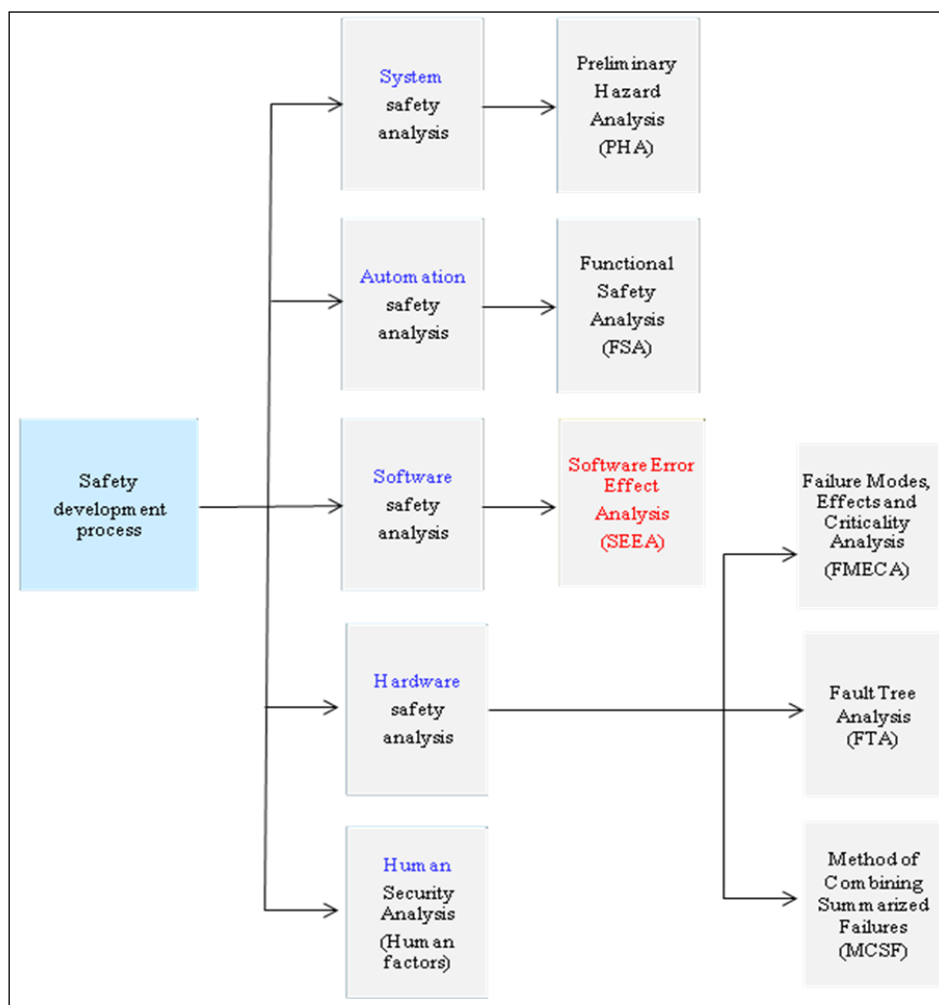 System
safety
analysis
Preliminary
Hazard
Analysis
(PHA)
Automation
safety
analysis
Functional
Safety
Analysis
(FSA)
Safety
development
process
Software
safety
analysis
Software Error
Effect
Analysis
(SEEA)
Failure Modes,
Effects and
Criticality
Analysis
(FMECA)
Hardware
safety
analysis
Fault Tree
Analysis
(FTA)
Human
Security
Analysis
(Human
factors)
Method of
Combining
Summarized
Failures
(MCSF)